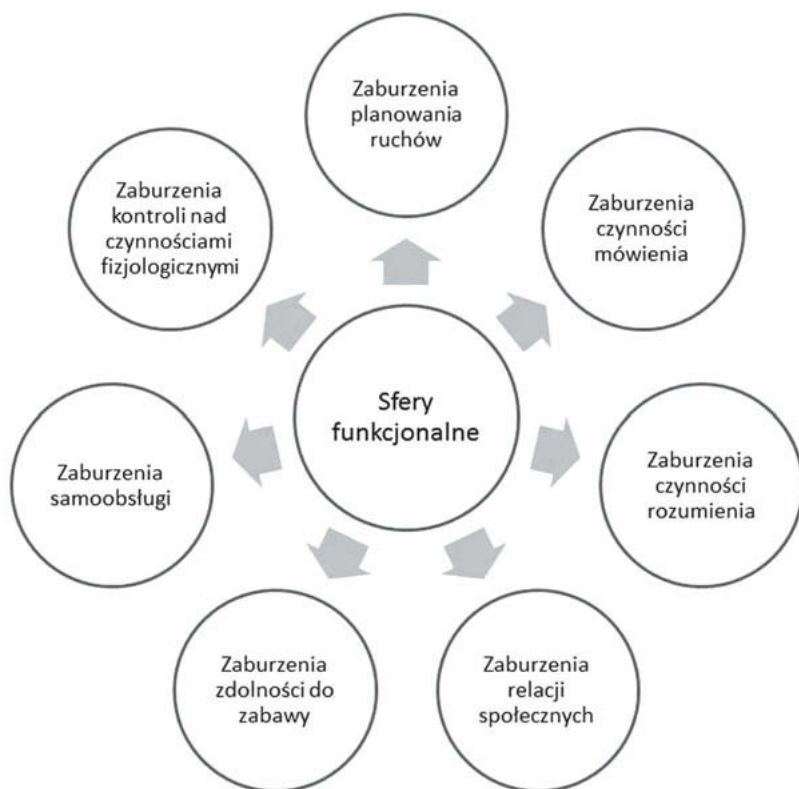 Zaburzenia
planowania
ruchów
Zaburzenia
kontroli nad
czynnościami
fizjologicznymi
Zaburzenia
czynności
mówienia
Sfery
funkcjonalne
Zaburzenia
samoobsługi
Zaburzenia
czynności
rozumienia
Zaburzenia
zdolności do
zabawy
Zaburzenia
relacji
społecznych